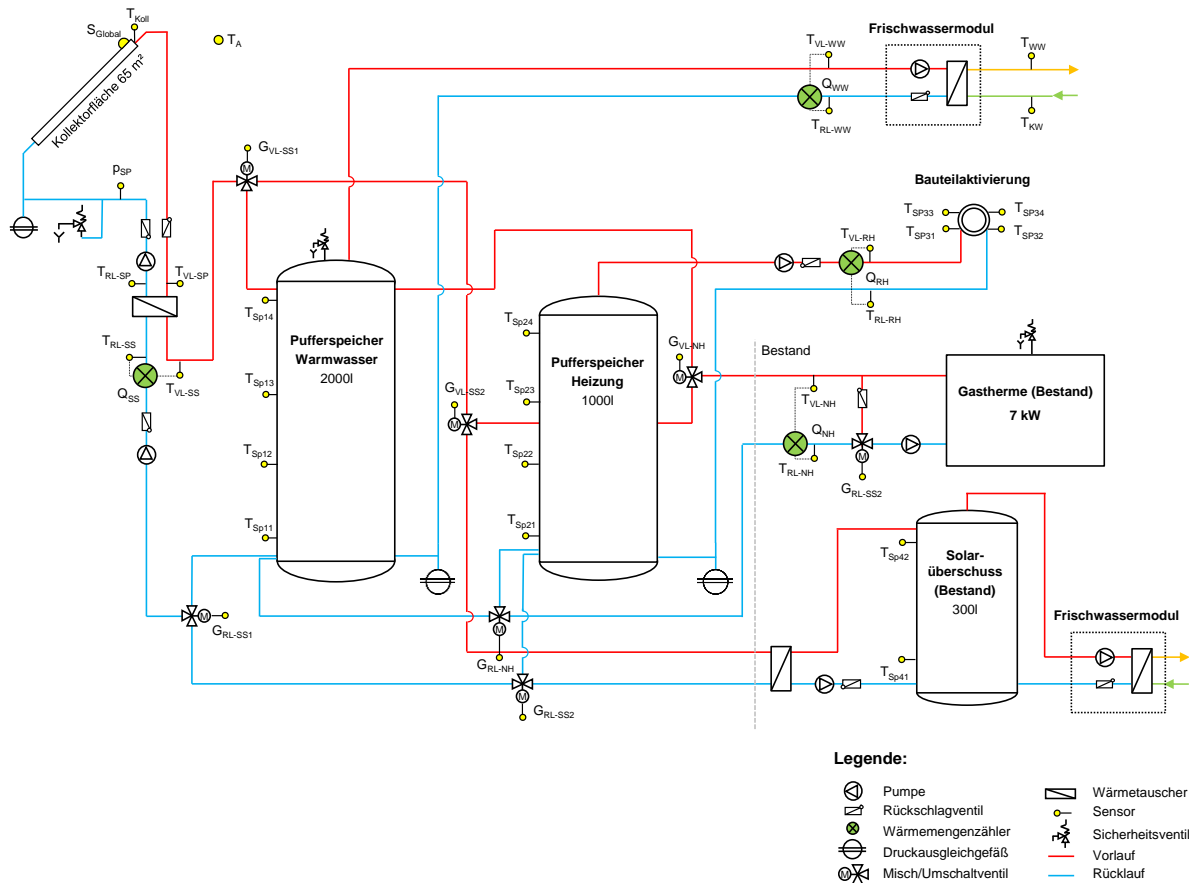 T_Koll
S_Global
T_A
Kollektorfläche 65 m²
p_SP
G_VL-SS1
T_RL-SP
T_VL-SP
T_RL-SS
T_VL-SS
Q_SS
Frischwassermodul
T_VL-WW
Q_WW
T_RL-WW
T_WW
T_KW
Bauteilaktivierung
T_SP33
T_SP34
T_SP31
T_SP32
T_VL-RH
Q_RH
T_RL-RH
Pufferspeicher
Warmwasser
2000l
T_Sp14
T_Sp13
T_Sp12
T_Sp11
Pufferspeicher
Heizung
1000l
T_Sp24
T_Sp23
T_Sp22
T_Sp21
G_VL-NH
G_VL-SS2
Bestand
T_VL-NH
Q_NH
T_RL-NH
G_RL-SS2
Gastherme (Bestand)
7 kW
M
M
M
M
M
M
M
G_RL-SS1
G_RL-NH
G_RL-SS2
T_Sp42
T_Sp41
Solar-
überschuss
(Bestand)
300l
Frischwassermodul
Legende:
Pumpe
Rückschlagventil
Wärmemengenzähler
Druckausgleichgefäß
M Misch/Umschaltventil
Wärmetauscher
Sensor
Sicherheitsventil
Vorlauf
Rücklauf